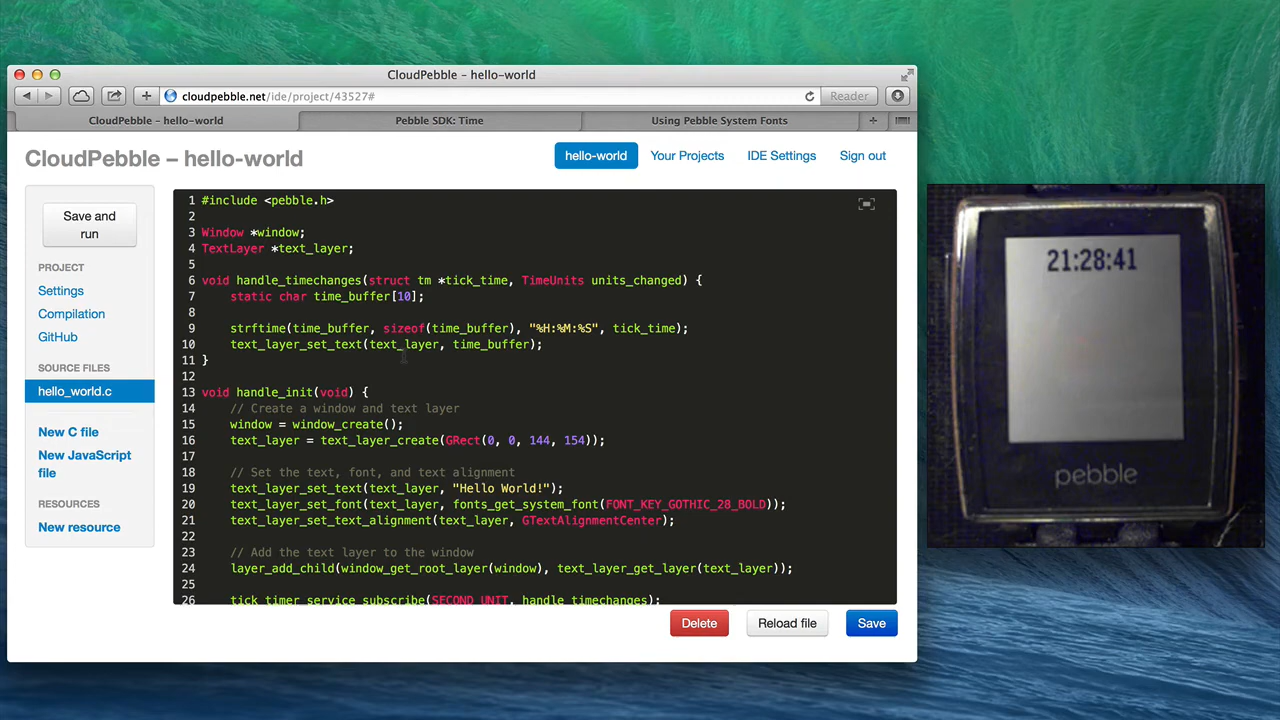 CloudPebble – hello-world
cloudpebble.net/ide/project/43527#
Reader
CloudPebble – hello-world
Pebble SDK: Time
Using Pebble System Fonts
+
CloudPebble – hello-world
hello-world
Your Projects
IDE Settings
Sign out
Save and
run
PROJECT
Settings
Compilation
GitHub
SOURCE FILES
hello_world.c
New C file
New JavaScript
file
RESOURCES
New resource
1 #include <pebble.h>
2
3 Window *window;
4 TextLayer *text_layer;
5
6 void handle_timechanges(struct tm *tick_time, TimeUnits units_changed) {
7 static char time_buffer[10];
8
9 strftime(time_buffer, sizeof(time_buffer), "%H:%M:%S", tick_time);
10 text_layer_set_text(text_layer, time_buffer);
11 }
12
13 void handle_init(void) {
14 // Create a window and text layer
15 window = window_create();
16 text_layer = text_layer_create(GRect(0, 0, 144, 154));
17
18 // Set the text, font, and text alignment
19 text_layer_set_text(text_layer, "Hello World!");
20 text_layer_set_font(text_layer, fonts_get_system_font(FONT_KEY_GOTHIC_28_BOLD));
21 text_layer_set_text_alignment(text_layer, GTextAlignmentCenter);
22
23 // Add the text layer to the window
24 layer_add_child(window_get_root_layer(window), text_layer_get_layer(text_layer));
25
26 tick_timer_service_subscribe(SECOND_UNIT, handle_timechanges);
Delete
Reload file
Save
21:28:41
pebble